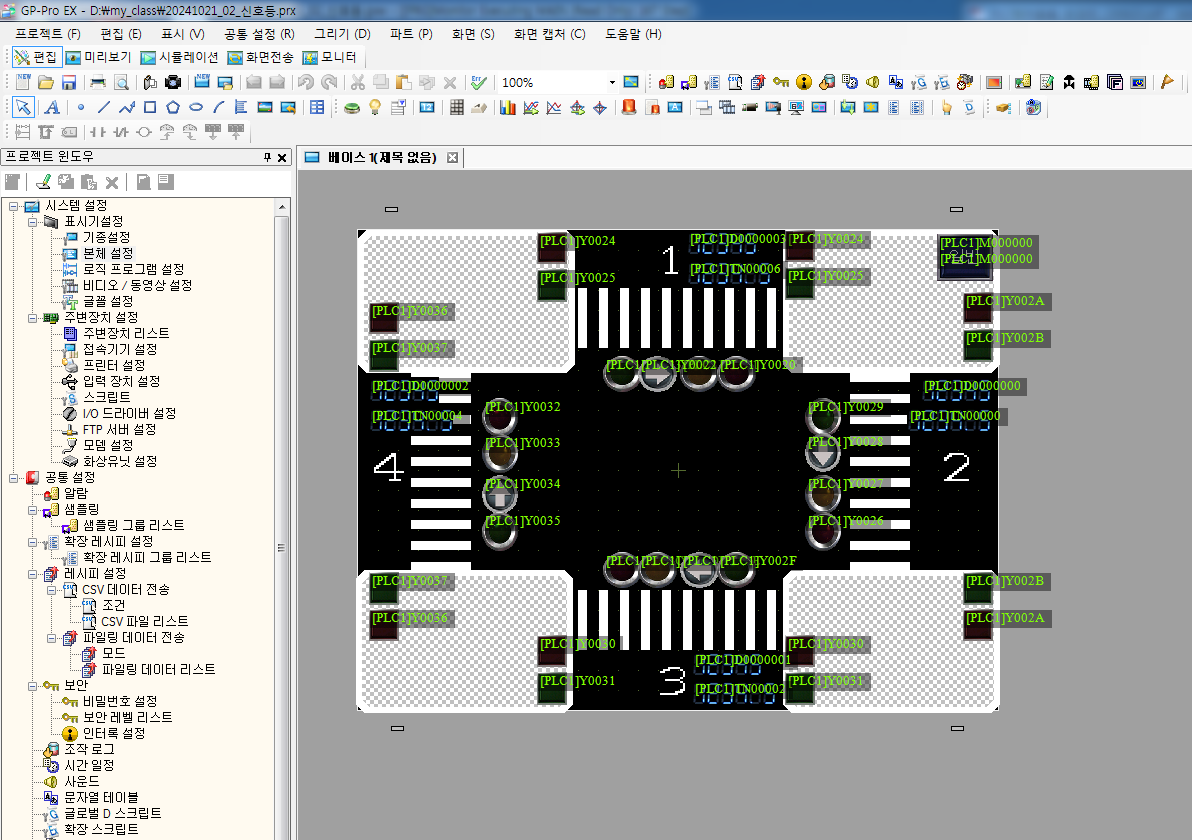 GP-Pro EX - D:\my_class\20241021_02_신호등.prx
프로젝트 (F) 편집 (E) 표시 (V) 공통 설정 (R) 그리기 (D) 파트 (P) 화면 (S) 화면 캡처 (C) 도움말 (H)
편집 미리보기 시뮬레이션 화면전송 모니터
100%
프로젝트 윈도우
베이스 1(제목 없음)
시스템 설정
표시기설정
기종설정
본체 설정
로직 프로그램 설정
비디오 / 동영상 설정
글꼴 설정
주변장치 설정
주변장치 리스트
접속기기 설정
프린터 설정
입력 장치 설정
스크립트
I/O 드라이버 설정
FTP 서버 설정
모뎀 설정
화상유닛 설정
공통 설정
알람
샘플링
샘플링 그룹 리스트
확장 레시피 설정
확장 레시피 그룹 리스트
레시피 설정
CSV 데이터 전송
조건
CSV 파일 리스트
파일링 데이터 전송
모드
파일링 데이터 리스트
보안
비밀번호 설정
보안 레벨 리스트
인터록 설정
조작 로그
시간 일정
사운드
문자열 테이블
글로벌 D 스크립트
확장 스크립트
[PLC1]Y0024 1 [PLC1]D0000003 [PLC1]Y0024 [PLC1]M000000
[PLC1]M000000
[PLC1]Y0025 [PLC1]TN00006 [PLC1]Y0025
[PLC1]Y0036 [PLC1]Y002A
[PLC1]Y0037 [PLC1]Y002B
[PLC1]Y0022 [PLC1]Y0020
[PLC1]D0000002 [PLC1]D0000000
[PLC1]TN00004 [PLC1]Y0032 [PLC1]Y0029 [PLC1]TN00000
[PLC1]Y0033 [PLC1]Y0028
4 2
[PLC1]Y0034 [PLC1]Y0027
[PLC1]Y0035 [PLC1]Y0026
[PLC1]Y002F
[PLC1]Y0037 [PLC1]Y002B
[PLC1]Y0036 [PLC1]Y002A
[PLC1]Y0030 [PLC1]D0000001 [PLC1]Y0030
3
[PLC1]Y0031 [PLC1]TN00002 [PLC1]Y0031